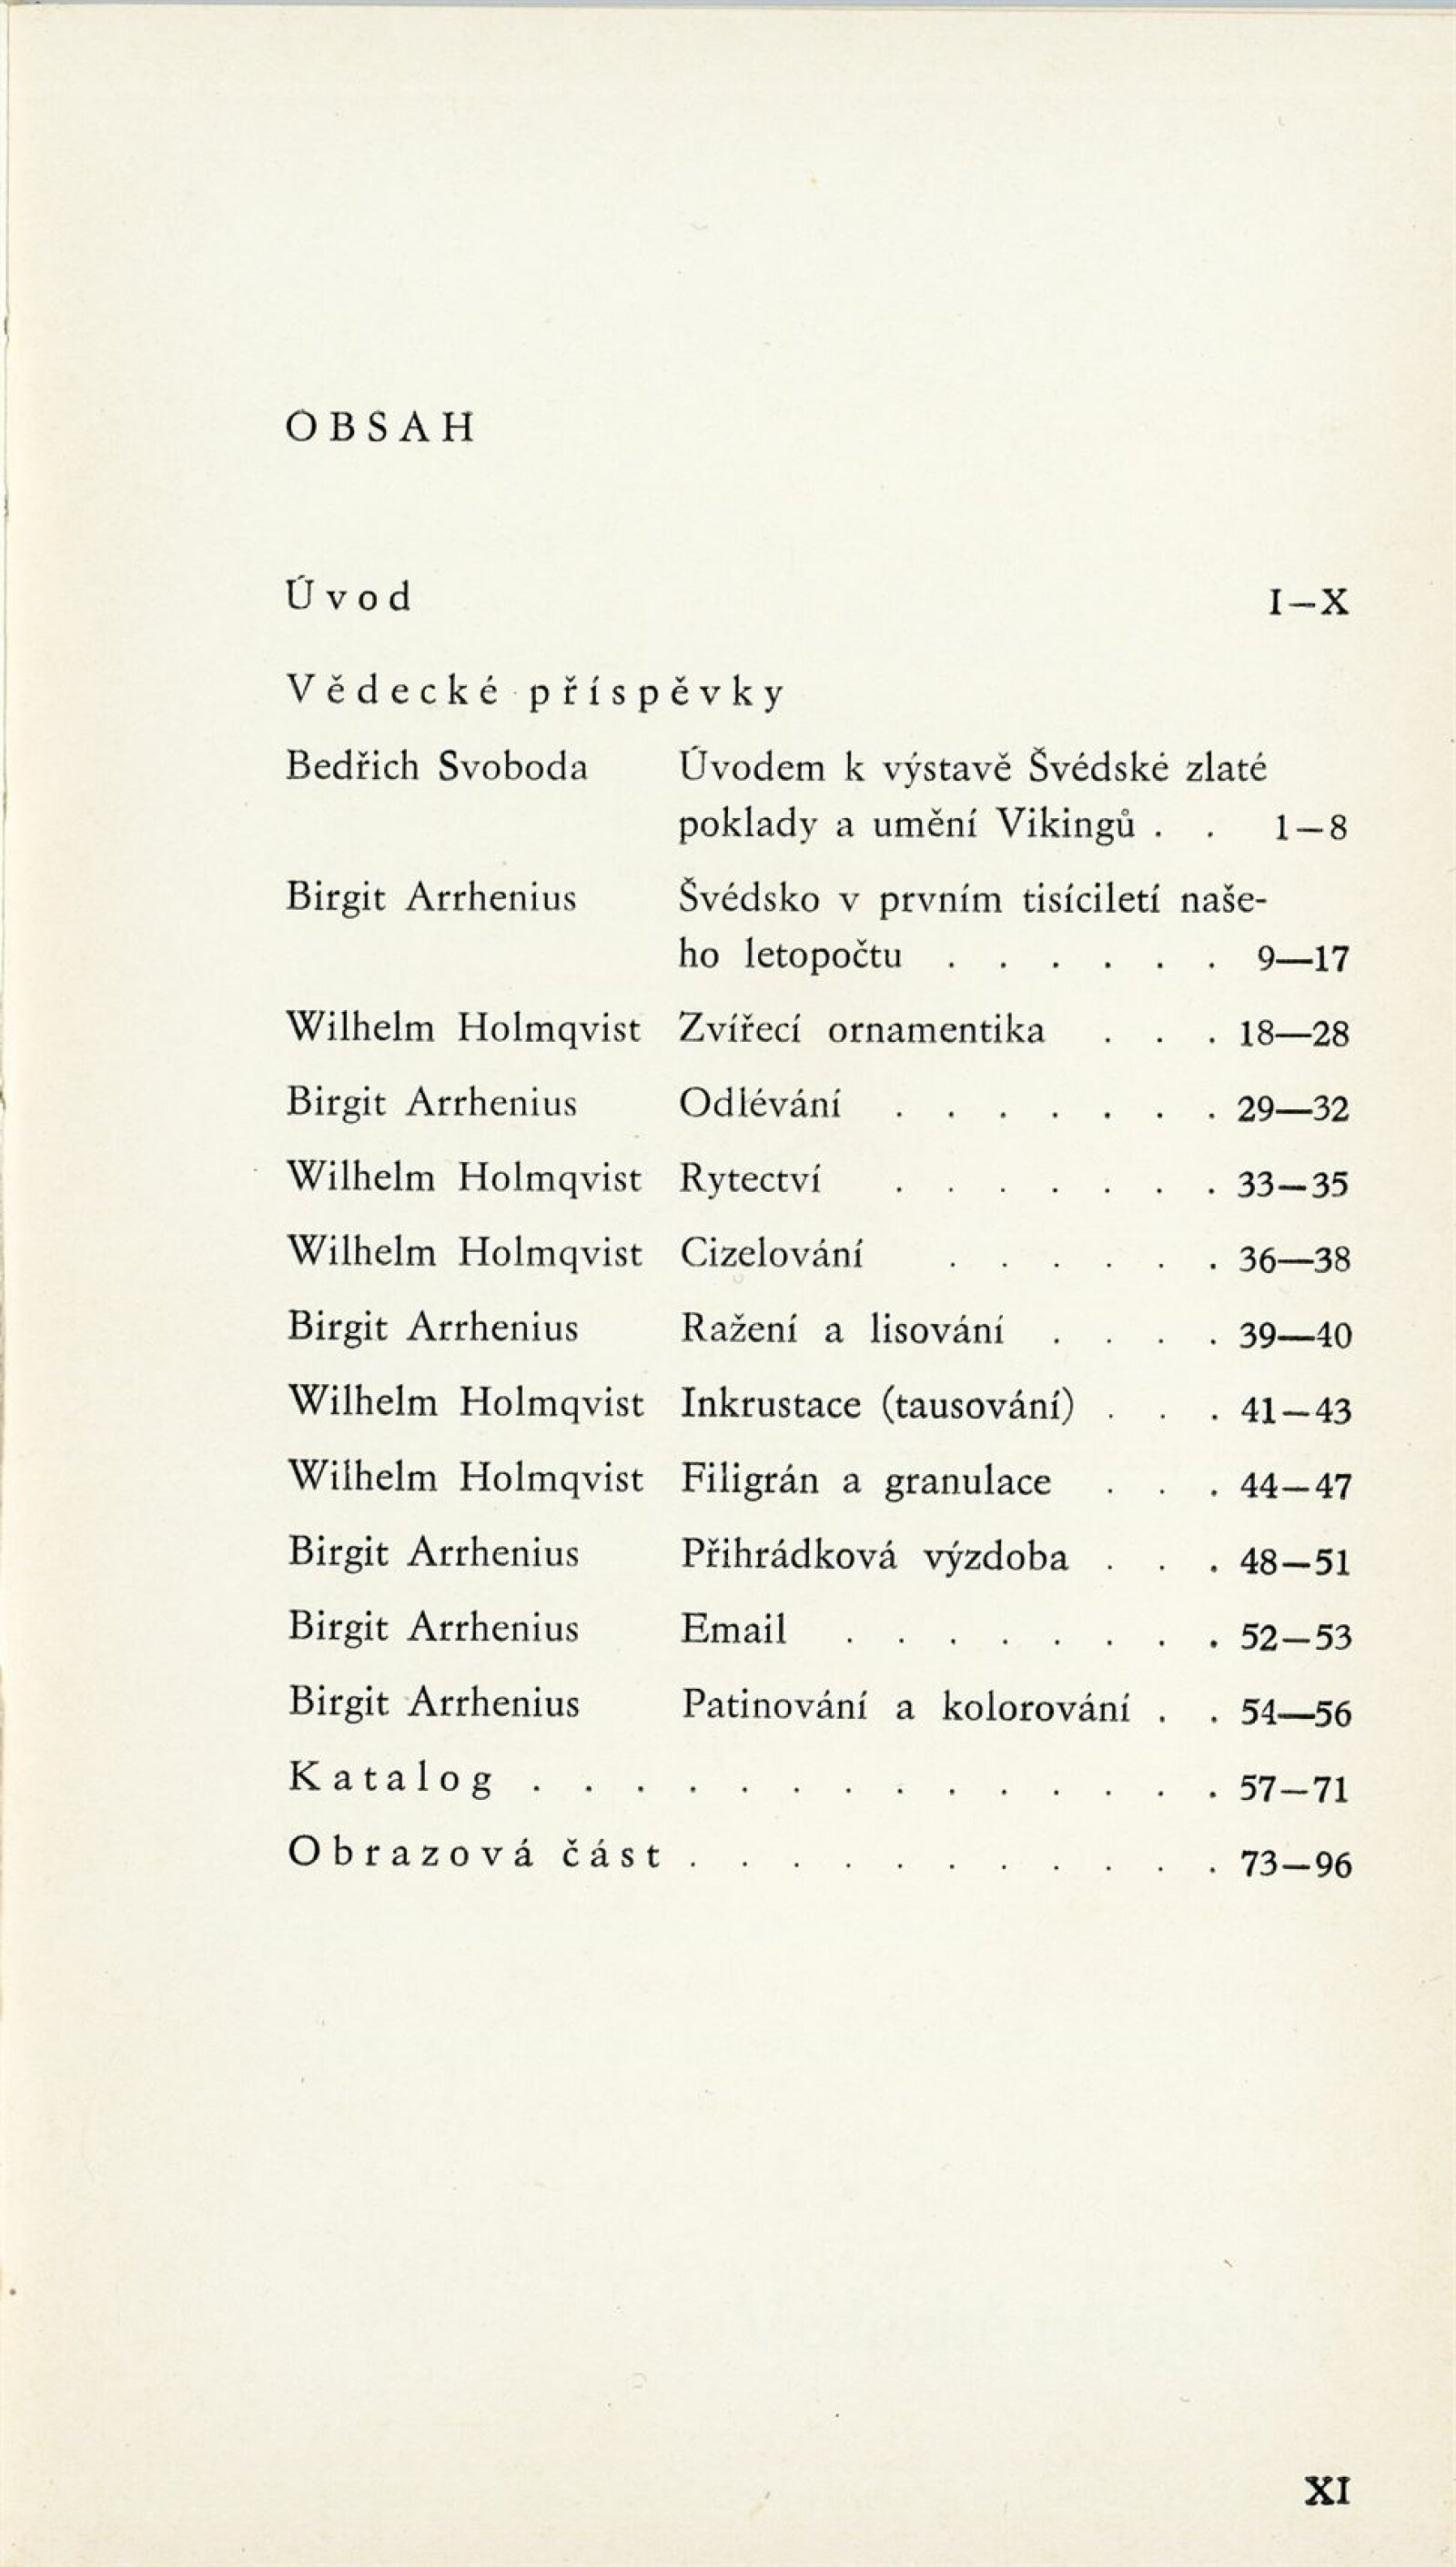 OBSAH
Úvod I–X
Vědecké příspěvky
Bedřich Svoboda Úvodem k výstavě Švédské zlaté
poklady a umění Vikingů . . 1–8
Birgit Arrhenius Švédsko v prvním tisíciletí naše-
ho letopočtu . . . . . . 9—17
Wilhelm Holmqvist Zvířecí ornamentika . . . 18—28
Birgit Arrhenius Odlévání . . . . . . . 29—32
Wilhelm Holmqvist Rytectví . . . . . . . 33–35
Wilhelm Holmqvist Cizelování . . . . . . 36—38
Birgit Arrhenius Ražení a lisování . . . . 39—40
Wilhelm Holmqvist Inkrustace (tausování) . . . 41–43
Wilhelm Holmqvist Filigrán a granulace . . . 44–47
Birgit Arrhenius Přihrádková výzdoba . . . 48–51
Birgit Arrhenius Email . . . . . . . . 52–53
Birgit Arrhenius Patinování a kolorování . . 54—56
Katalog . . . . . . . . . . . . . . 57–71
Obrazová část . . . . . . . . . . . 73–96
XI